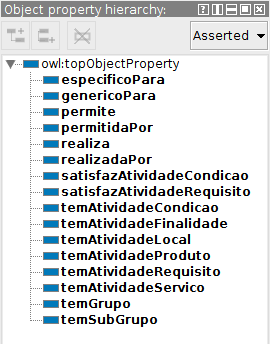 Object property hierarchy:
Asserted
owl:topObjectProperty
especificoPara
genericoPara
permite
permitidaPor
realiza
realizadaPor
satisfazAtividadeCondicao
satisfazAtividadeRequisito
temAtividadeCondicao
temAtividadeFinalidade
temAtividadeLocal
temAtividadeProduto
temAtividadeRequisito
temAtividadeServico
temGrupo
temSubGrupo